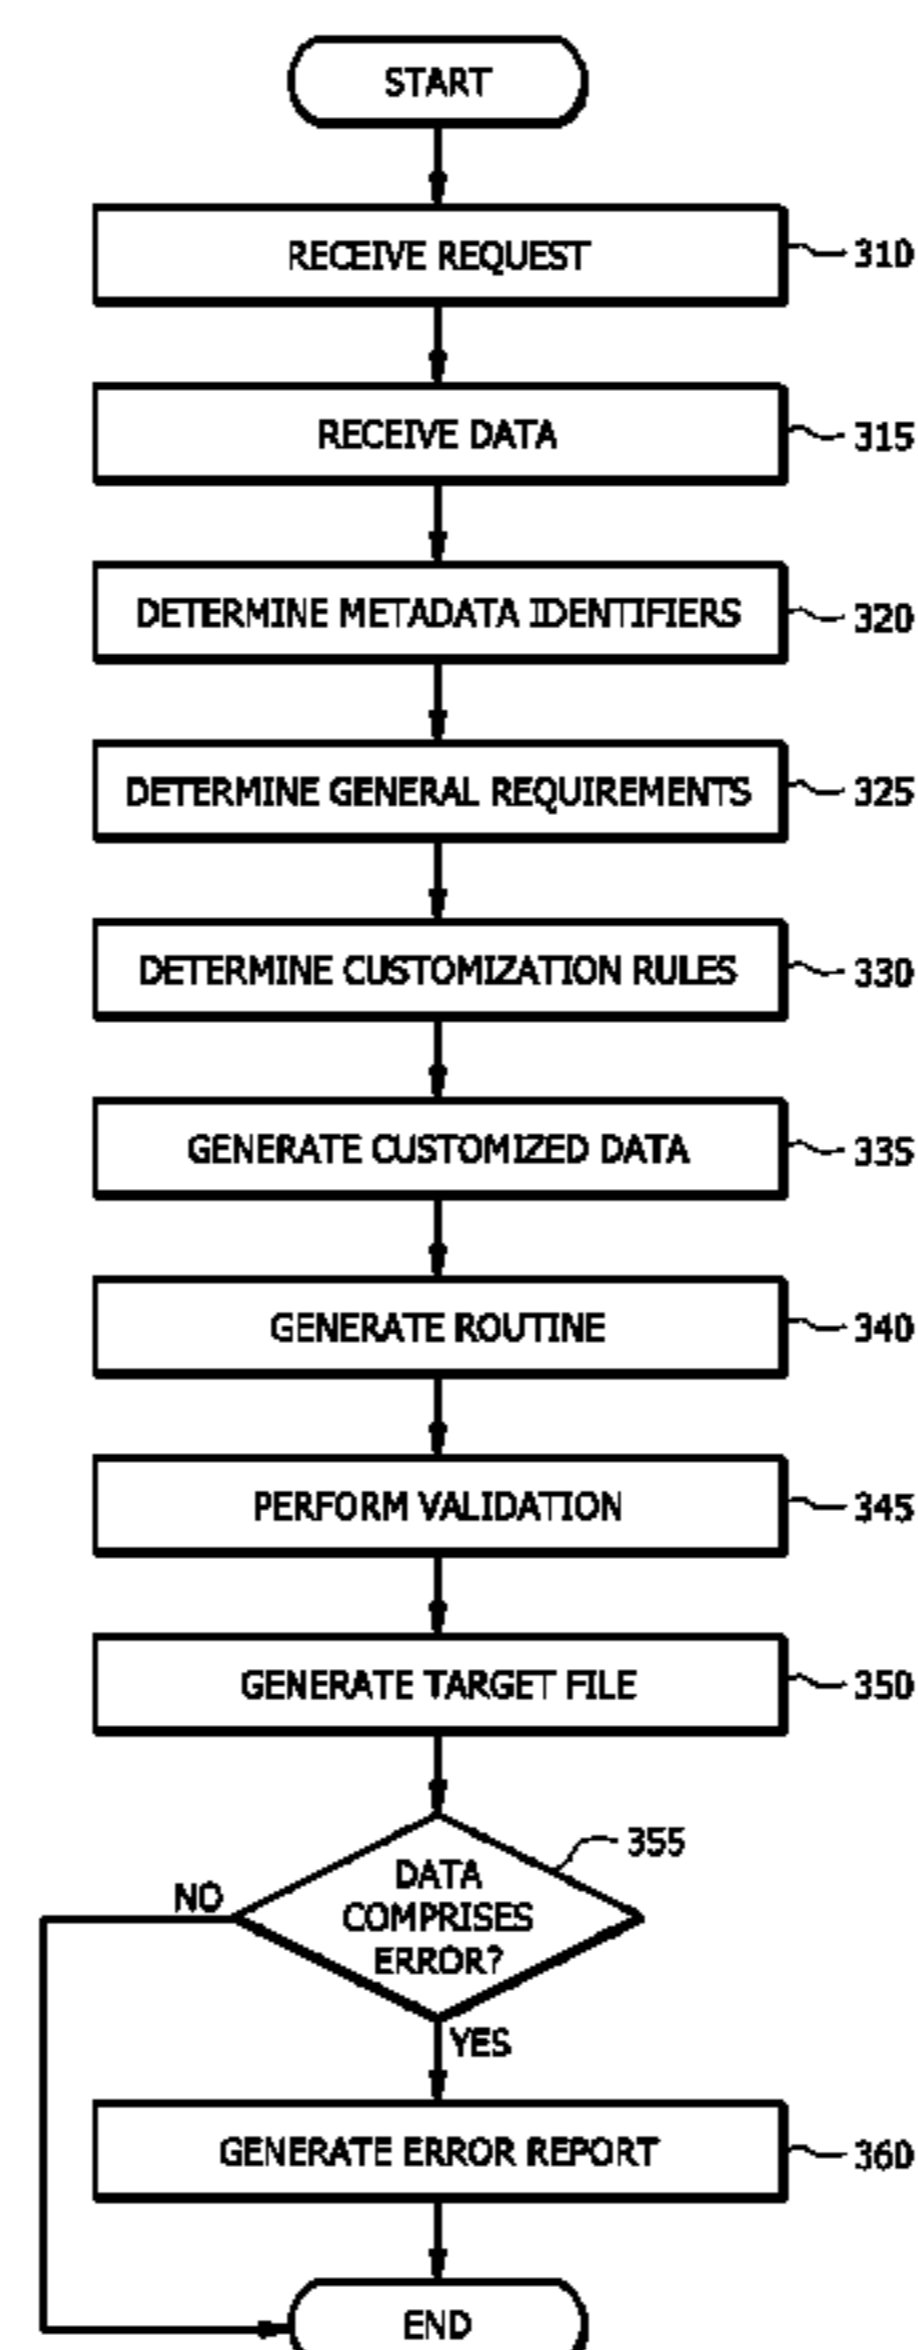 START
RECEIVE REQUEST
310
RECEIVE DATA
315
DETERMINE METADATA IDENTIFIERS
320
DETERMINE GENERAL REQUIREMENTS
325
DETERMINE CUSTOMIZATION RULES
330
GENERATE CUSTOMIZED DATA
335
GENERATE ROUTINE
340
PERFORM VALIDATION
345
GENERATE TARGET FILE
350
355
DATA
COMPRISES
ERROR?
NO
YES
GENERATE ERROR REPORT
360
END